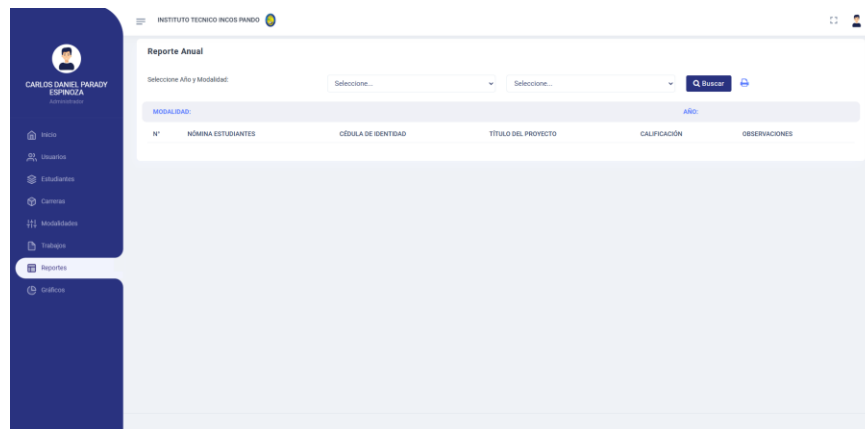 INSTITUTO TECNICO INCOS PANDO
CARLOS DANIEL PARADY
ESPINOZA
Administrador
Inicio
Usuarios
Estudiantes
Carreras
Modalidades
Trabajos
Reportes
Gráficos
Reporte Anual
Seleccione Año y Modalidad:
Seleccione...
Seleccione...
Buscar
MODALIDAD: AÑO:
N° NÓMINA ESTUDIANTES CÉDULA DE IDENTIDAD TÍTULO DEL PROYECTO CALIFICACIÓN OBSERVACIONES